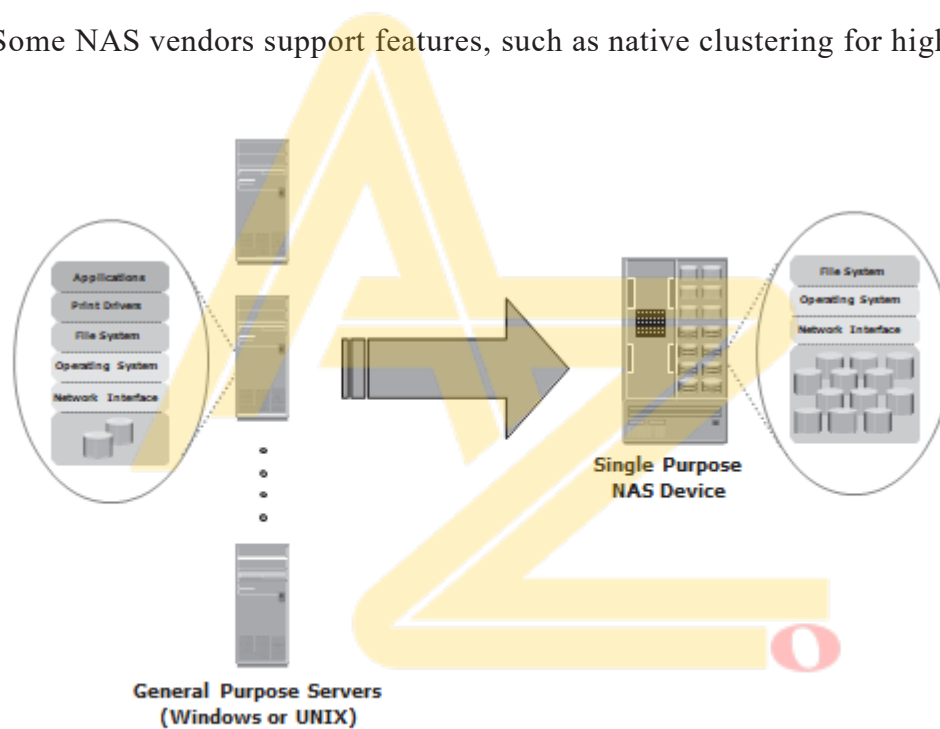 Some NAS vendors support features, such as native clustering for high
Applications
Print Drivers
File System
Operating System
Network Interface
General Purpose Servers
(Windows or UNIX)
Single Purpose
NAS Device
File System
Operating System
Network Interface